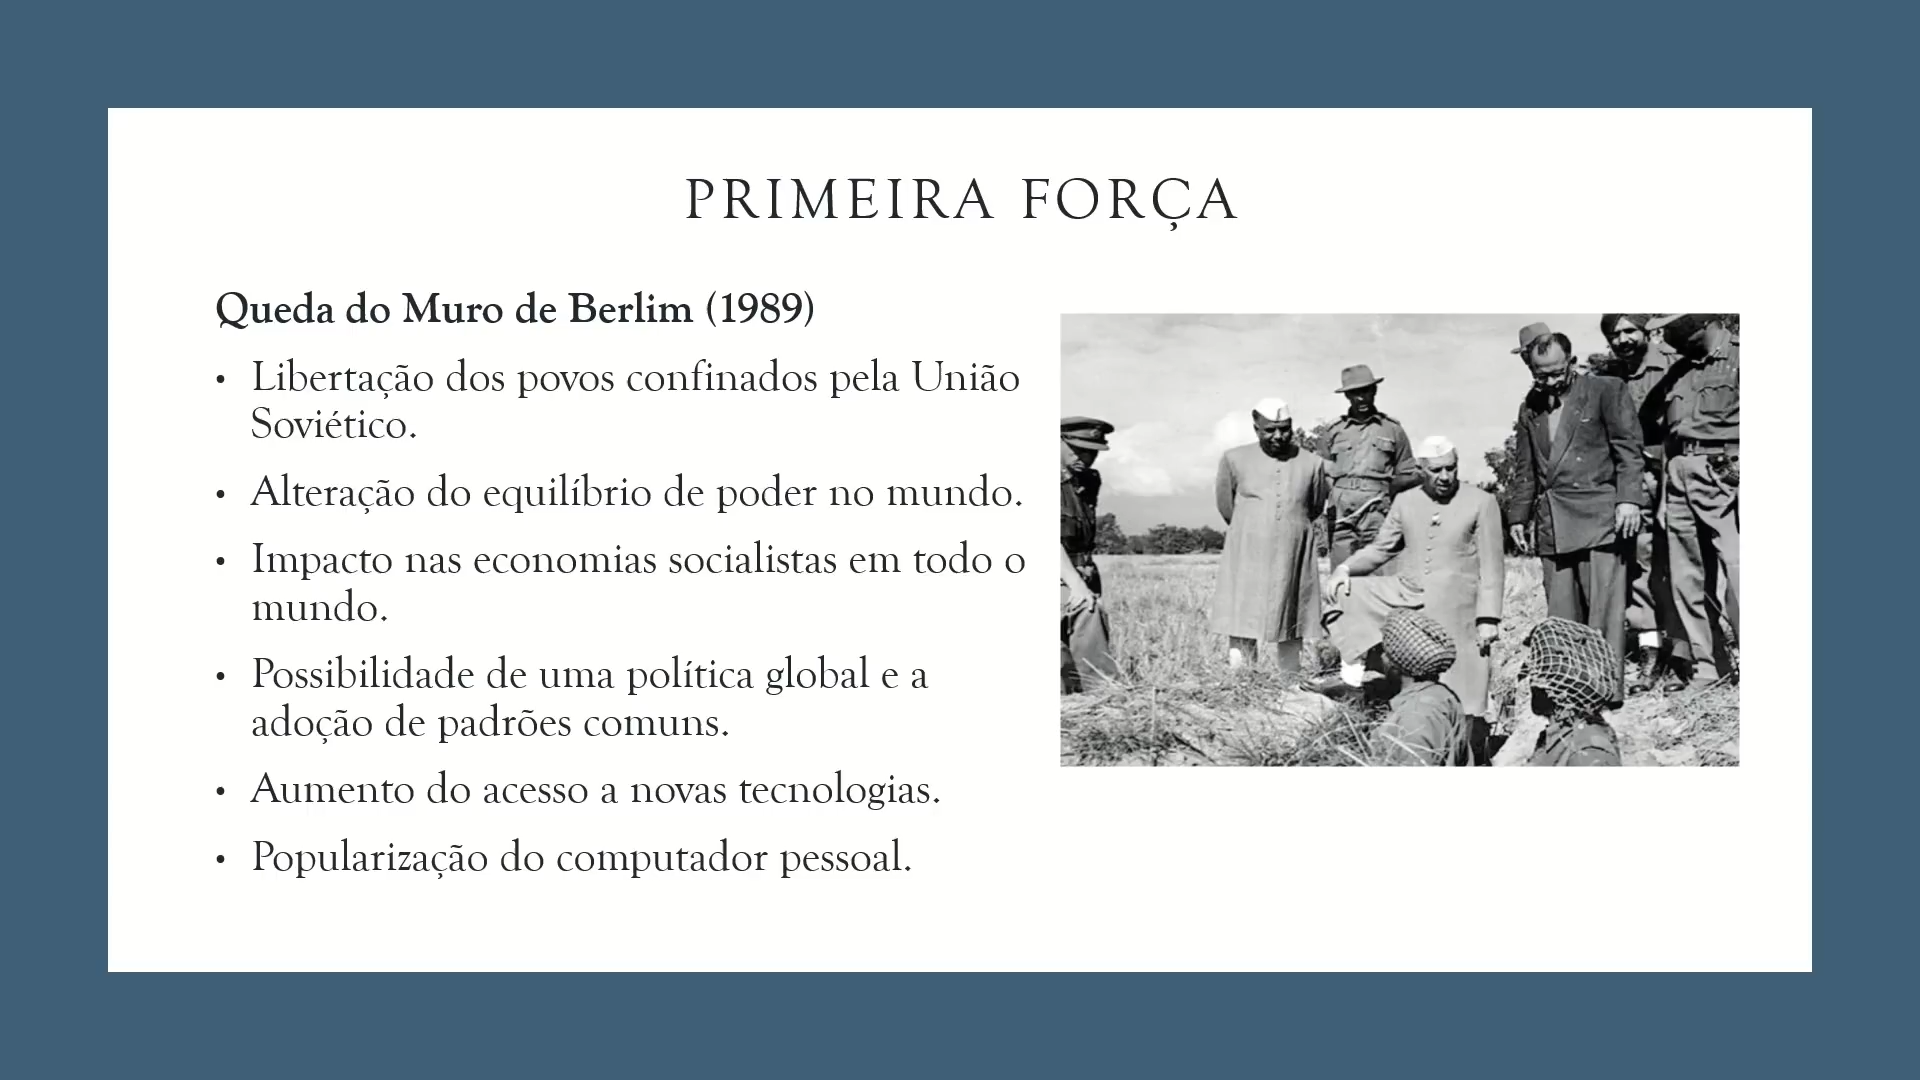 PRIMEIRA FORÇA
Queda do Muro de Berlim (1989)
• Libertação dos povos confinados pela União
Soviético.
• Alteração do equilíbrio de poder no mundo.
• Impacto nas economias socialistas em todo o
mundo.
• Possibilidade de uma política global e a
adoção de padrões comuns.
• Aumento do acesso a novas tecnologias.
• Popularização do computador pessoal.